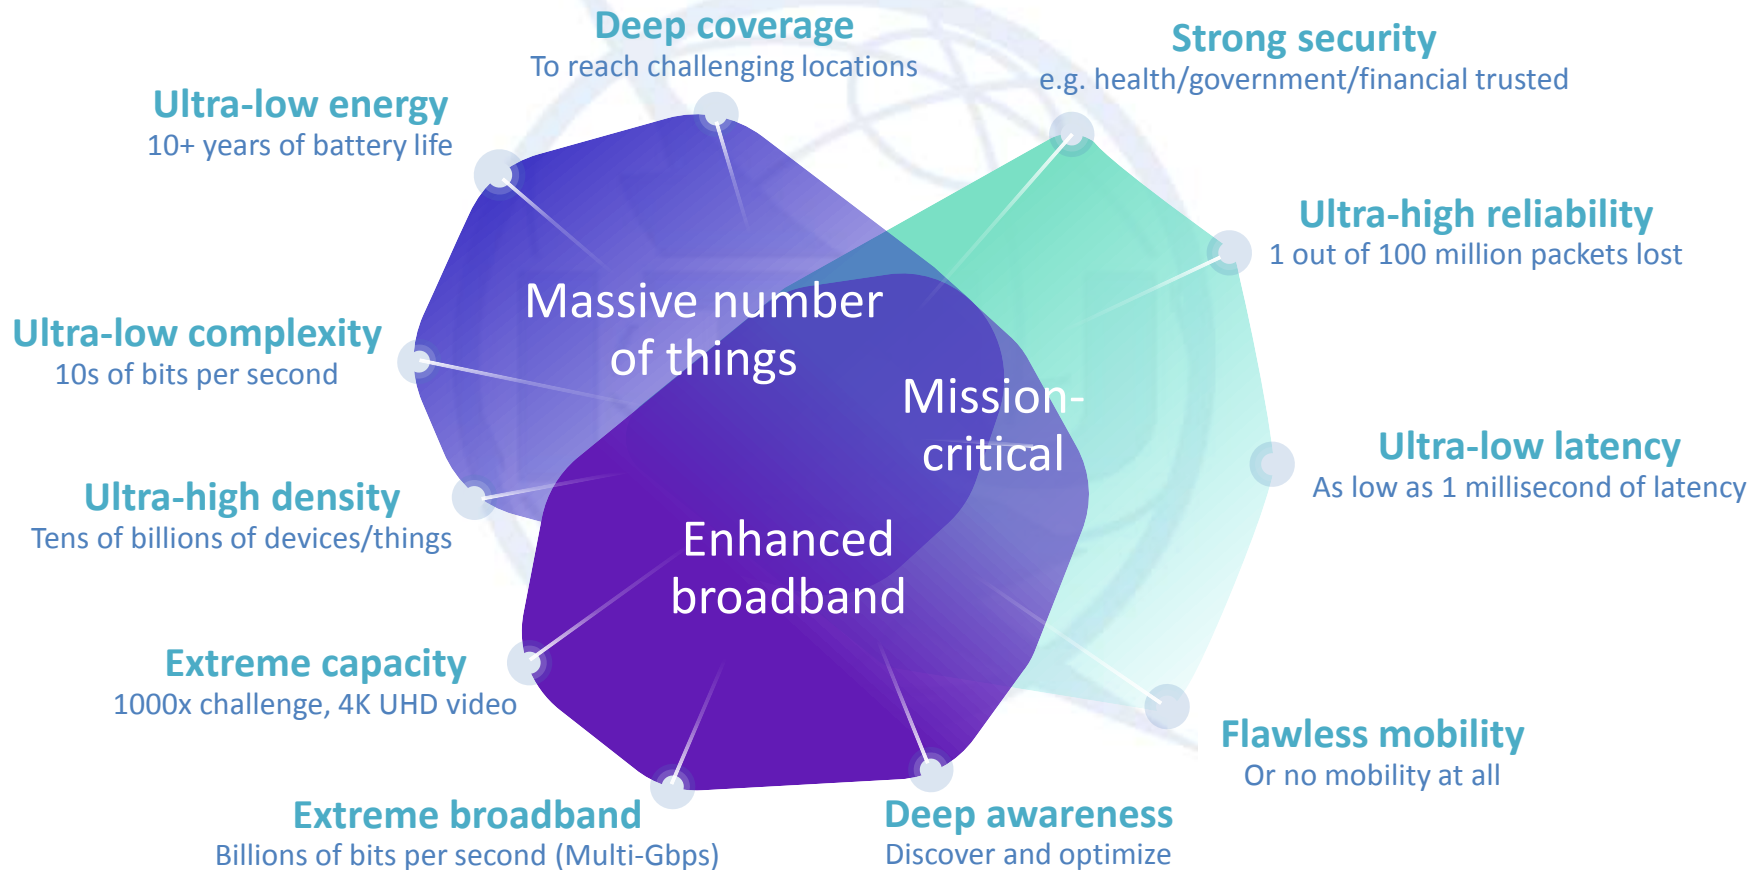 Deep coverage
To reach challenging locations
Strong security
e.g. health/government/financial trusted
Ultra-low energy
10+ years of battery life
Ultra-high reliability
1 out of 100 million packets lost
Massive number
of things
Ultra-low complexity
10s of bits per second
Mission-
critical
Ultra-low latency
As low as 1 millisecond of latency
Ultra-high density
Tens of billions of devices/things
Enhanced
broadband
Extreme capacity
1000x challenge, 4K UHD video
Flawless mobility
Or no mobility at all
Extreme broadband
Billions of bits per second (Multi-Gbps)
Deep awareness
Discover and optimize